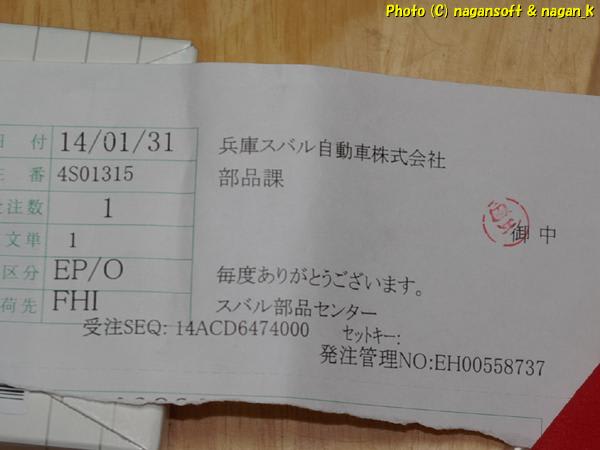 Photo (C) nagansoft & nagan_k
日 付 14/01/31
注 番 4S01315
受注数 1
文単 1
区分 EP/O
荷先 FHI
兵庫スバル自動車株式会社
部品課
御 中
毎度ありがとうございます。
スバル部品センター
受注SEQ: 14ACD6474000 セットキー:
発注管理NO:EH00558737